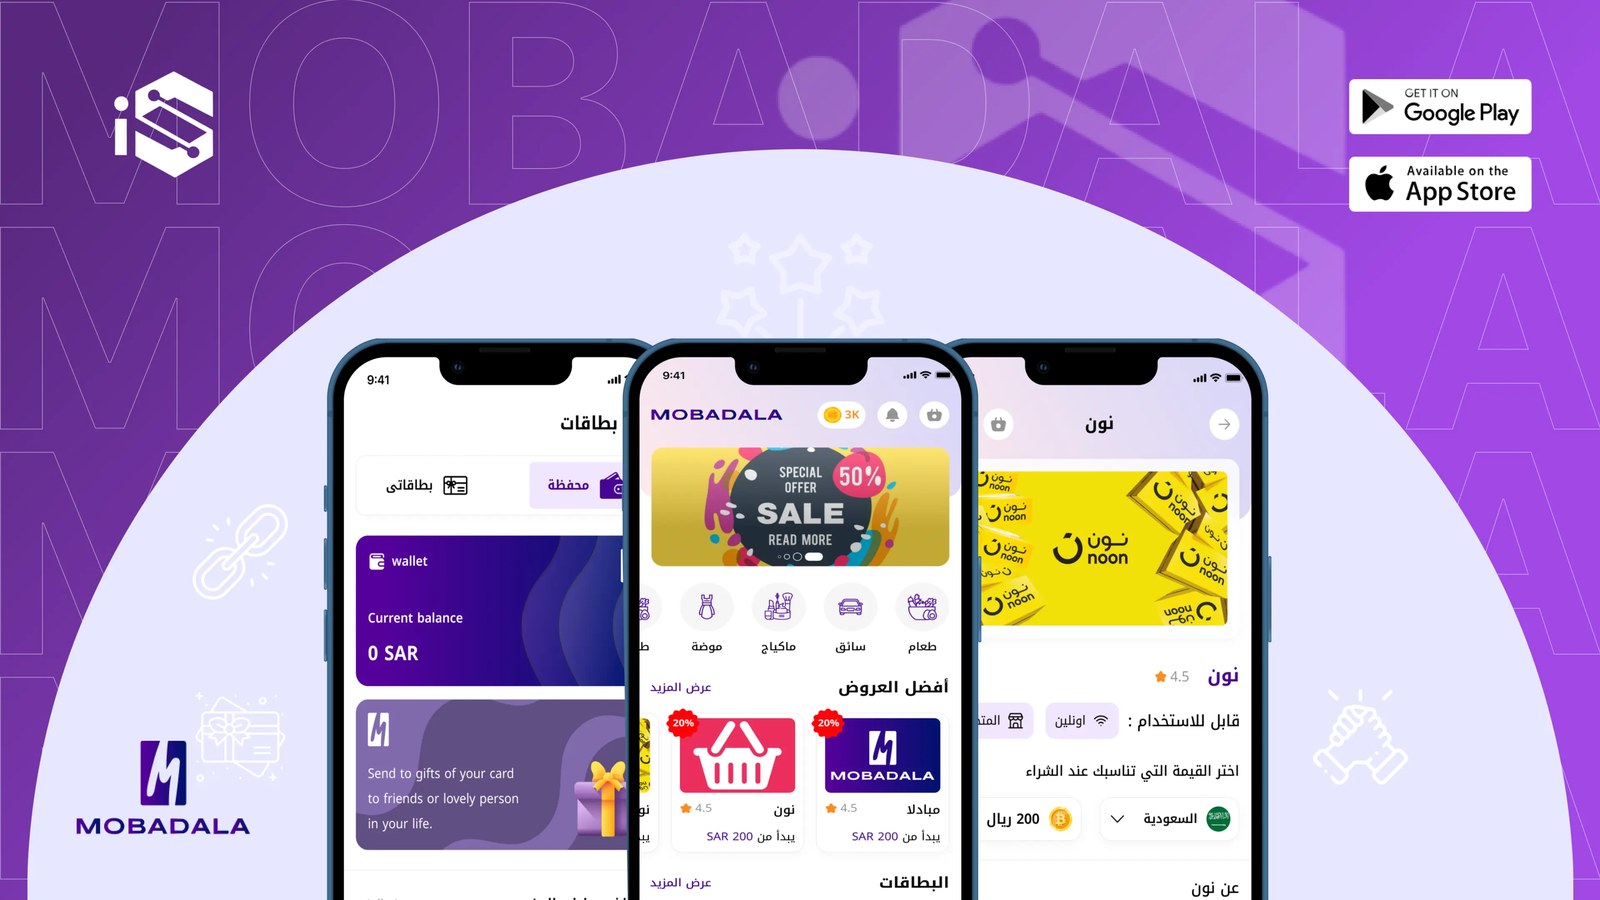 MOBADALA
iS
GET IT ON
Google Play
Available on the
App Store
9:41
بطاقات
محفظة
بطاقاتى
wallet
Current balance
0 SAR
Send to gifts of your card
to friends or lovely person
in your life.
MOBADALA
9:41
MOBADALA
3K
SPECIAL
OFFER
50%
SALE
READ MORE
طعام
سائق
ماكياج
موضة
أفضل العروض
عرض المزيد
20%
20%
MOBADALA
مبادلا
4.5
نون
4.5
يبدأ من 200 SAR
يبدأ من 200 SAR
البطاقات
عرض المزيد
نون
نون
noon
نون
4.5
قابل للاستخدام :
اونلاين
اختر القيمة التي تناسبك عند الشراء
السعودية
200 ريال
عن نون